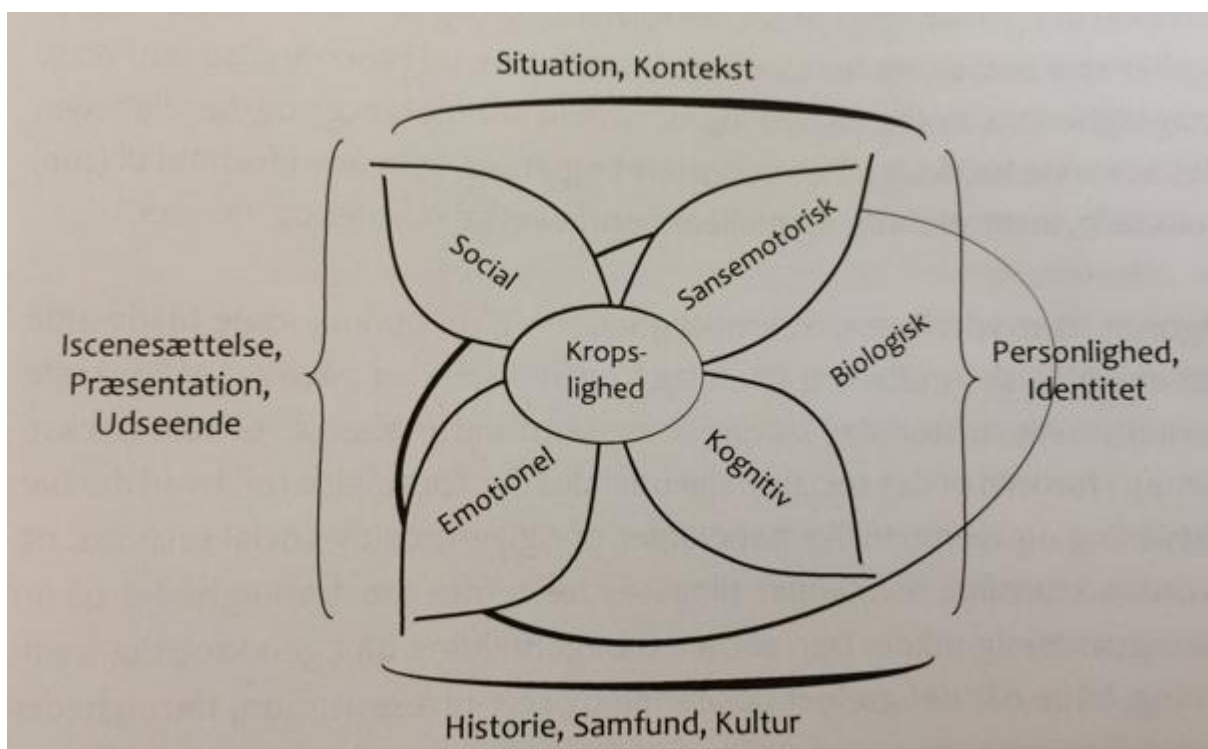 Situation, Kontekst
Social
Sansemotorisk
Iscenesættelse,
Præsentation,
Udseende
Krops-
lighed
Biologisk
Personlighed,
Identitet
Emotionel
Kognitiv
Historie, Samfund, Kultur